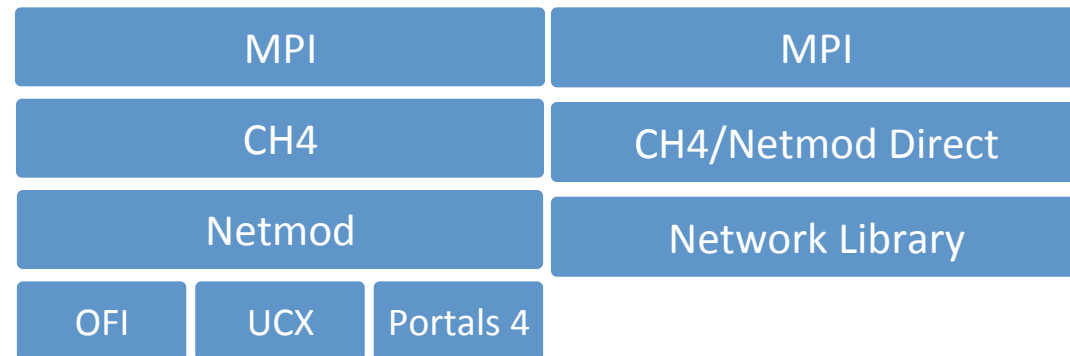 MPI
CH4
Netmod
OFI
UCX
Portals 4
MPI
CH4/Netmod Direct
Network Library